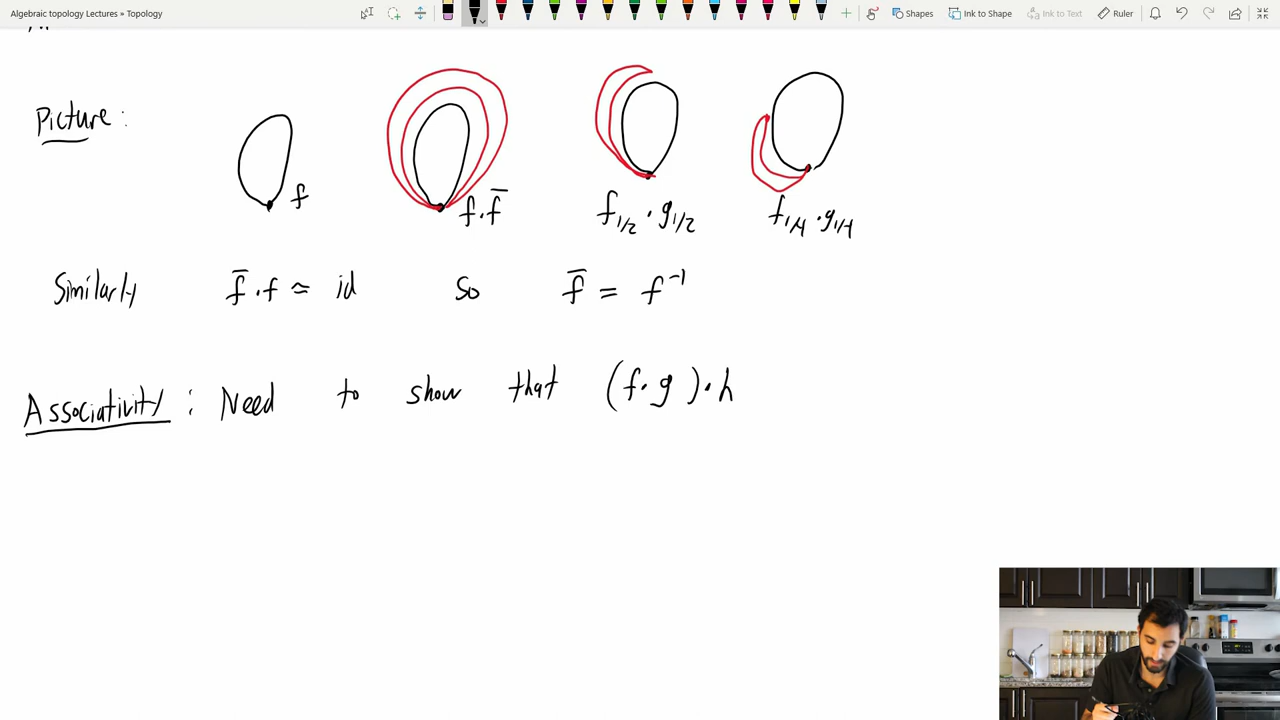 Algebraic topology Lectures » Topology
Shapes Ink to Shape Ink to Text Ruler
Picture:
f f·f̄ f₁/₂·g₁/₂ f₁/₄·g₁/₄
Similarly f̄·f ≃ id So f̄ = f⁻¹
Associativity: Need to show that (f·g)·h